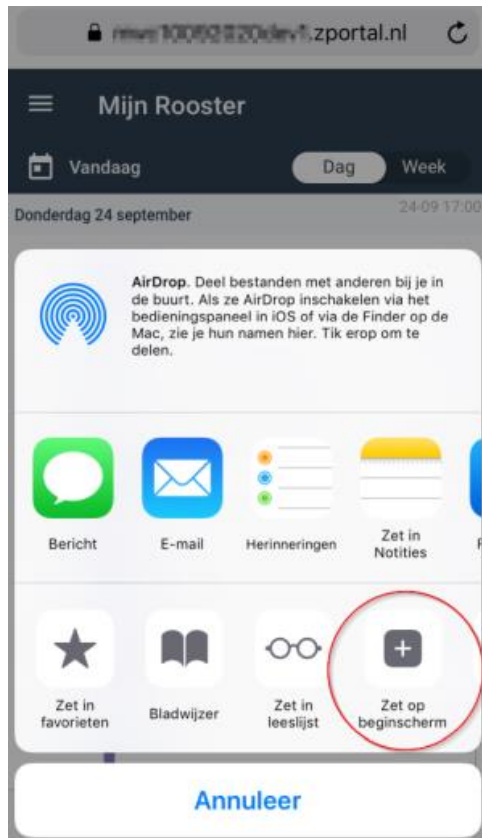 .zportal.nl
Mijn Rooster
Vandaag
Dag
Week
Donderdag 24 september
24-09 17:00
AirDrop. Deel bestanden met anderen bij je in
de buurt. Als ze AirDrop inschakelen via het
bedieningspaneel in iOS of via de Finder op de
Mac, zie je hun namen hier. Tik erop om te
delen.
Bericht
E-mail
Herinneringen
Zet in
Notities
Zet in
favorieten
Bladwijzer
Zet in
leeslijst
Zet op
beginscherm
Annuleer